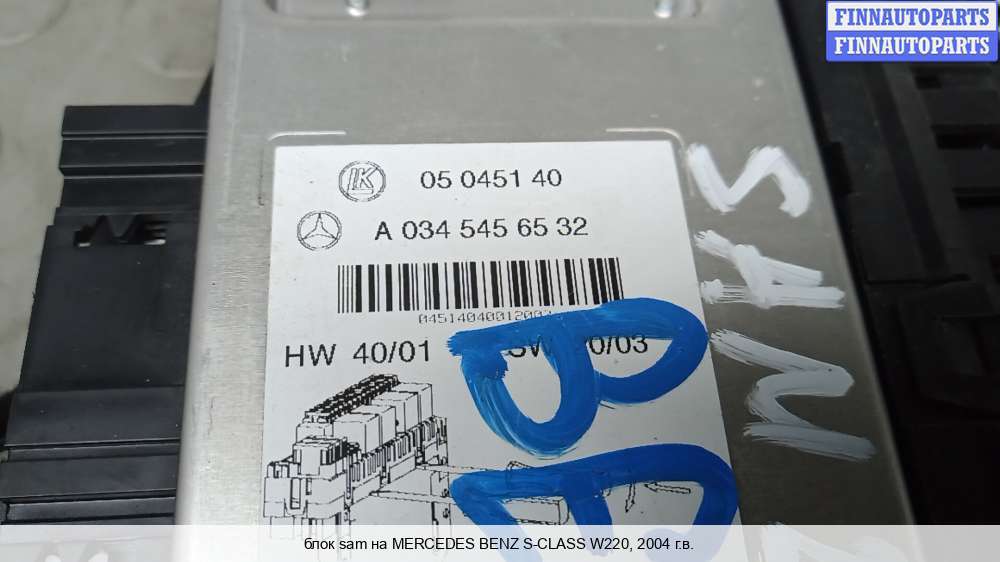 FINNAUTOPARTS
FINNAUTOPARTS
LK
05 0451 40
A 034 545 65 32
HW 40/01
блок sam на MERCEDES BENZ S-CLASS W220, 2004 г.в.